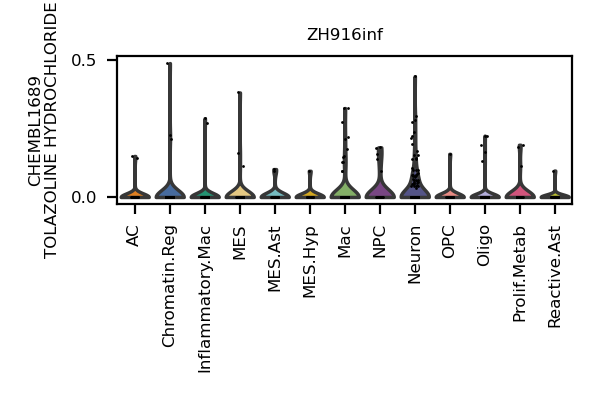 ZH916inf
CHEMBL1689
TOLAZOLINE HYDROCHLORIDE
0.5
0.0
AC
Chromatin.Reg
Inflammatory.Mac
MES
MES.Ast
MES.Hyp
Mac
NPC
Neuron
OPC
Oligo
Prolif.Metab
Reactive.Ast